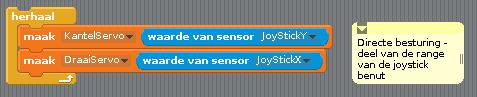 herhaal
maak KantelServo waarde van sensor JoyStickY
maak DraaiServo waarde van sensor JoyStickX
Directe besturing -
deel van de range
van de joystick
benut